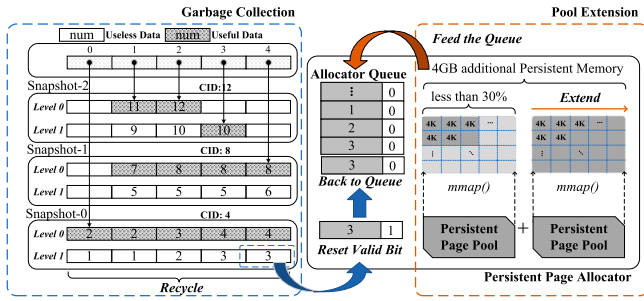 Garbage Collection
Pool Extension
num Useless Data num Useful Data
0 1 2 3 4
Snapshot-2 CID:12
Level 0 11 12
Level 1 9 10 10
Snapshot-1 CID: 8
Level 0 7 8 8 8
Level 1 5 5 5 6
Snapshot-0 CID: 4
Level 0 2 2 3 4 4
Level 1 1 1 2 3 3
Recycle
Feed the Queue
Allocator Queue
⋮ 0
1 0
2 0
3 0
3 0
Back to Queue
3 1
Reset Valid Bit
4GB additional Persistent Memory
less than 30% Extend
4K 4K 4K ... 4K 4K 4K ...
4K 4K 4K 4K
mmap() mmap()
Persistent Page Pool + Persistent Page Pool
Persistent Page Allocator